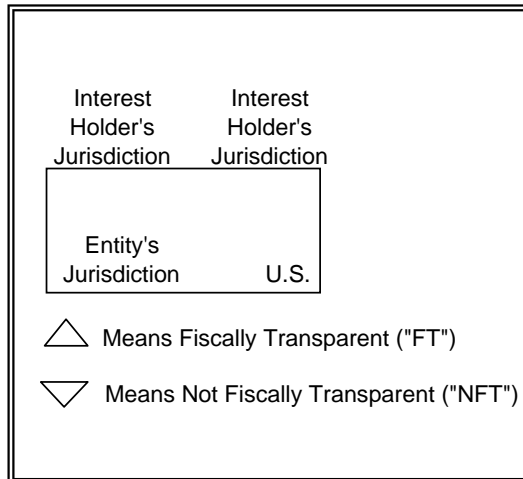 Interest Interest
Holder's Holder's
Jurisdiction Jurisdiction
Entity's
Jurisdiction U.S.
Means Fiscally Transparent ("FT")
Means Not Fiscally Transparent ("NFT")